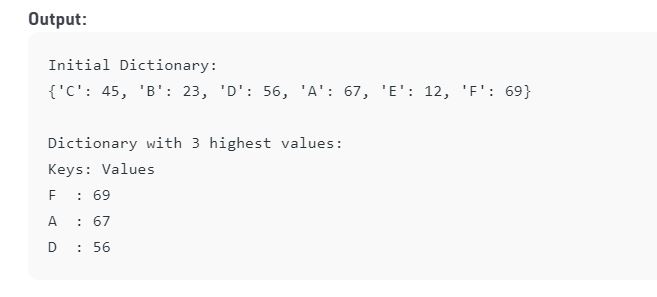 Output:
Initial Dictionary:
{'C': 45, 'B': 23, 'D': 56, 'A': 67, 'E': 12, 'F': 69}
Dictionary with 3 highest values:
Keys: Values
F  : 69
A  : 67
D  : 56